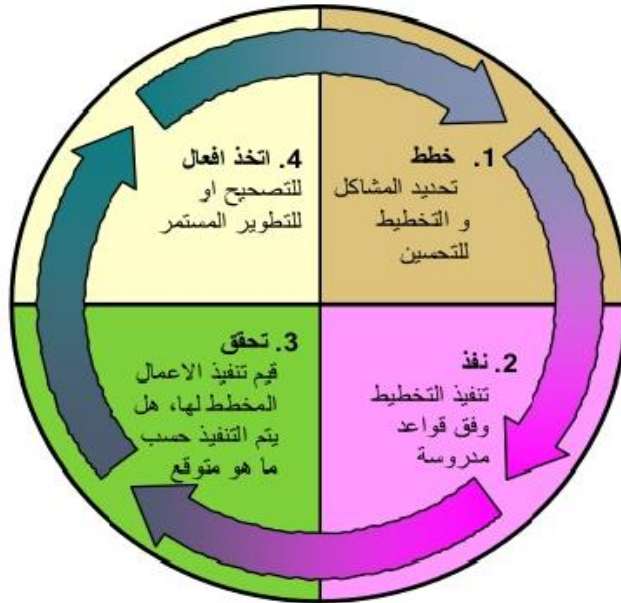 1. خطط
تحديد المشاكل
و التخطيط
للتحسين
2. نفذ
تنفيذ التخطيط
وفق قواعد
مدروسة
3. تحقق
قيم تنفيذ الاعمال
المخطط لها، هل
يتم التنفيذ حسب
ما هو متوقع
4. اتخذ افعال
للتصحيح او
للتطوير المستمر